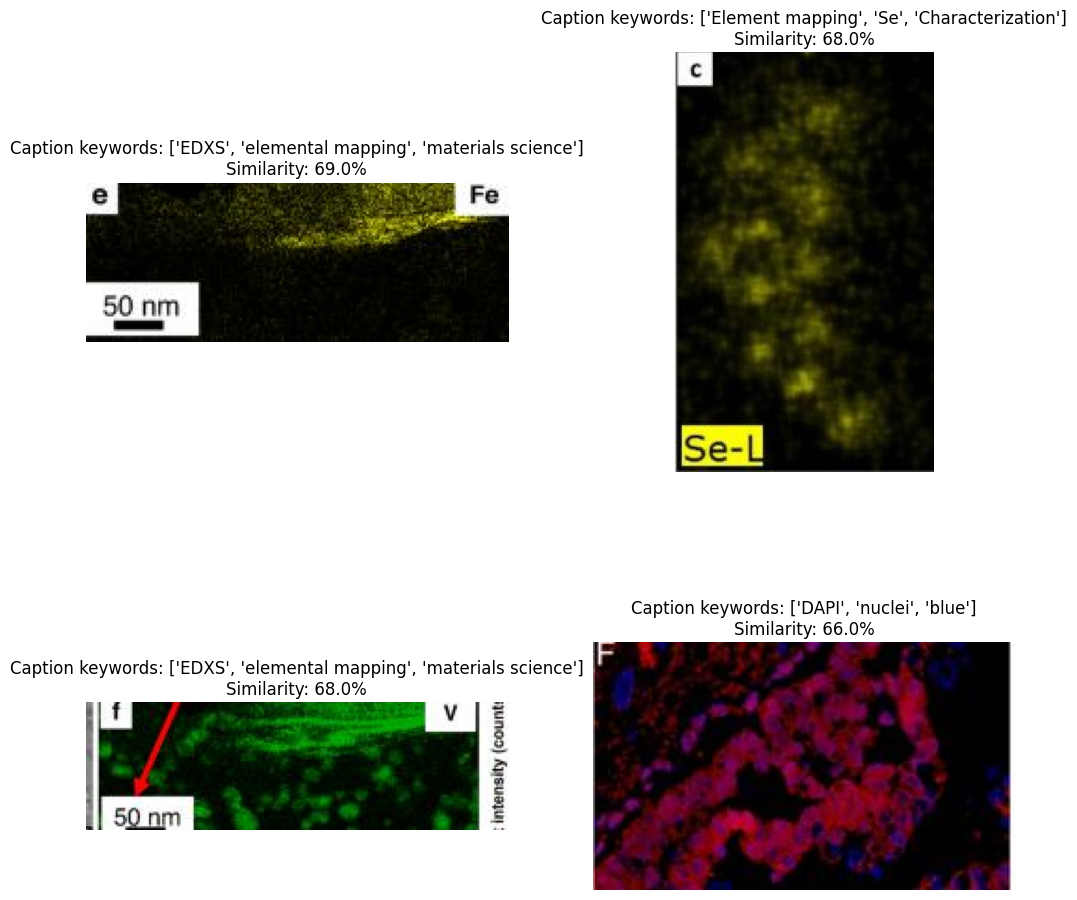 Caption keywords: ['Element mapping', 'Se', 'Characterization']
Similarity: 68.0%
c
Se-L
Caption keywords: ['EDXS', 'elemental mapping', 'materials science']
Similarity: 69.0%
e
Fe
50 nm
Caption keywords: ['DAPI', 'nuclei', 'blue']
Similarity: 66.0%
F
Caption keywords: ['EDXS', 'elemental mapping', 'materials science']
Similarity: 68.0%
f
V
50 nm
intensity (counts